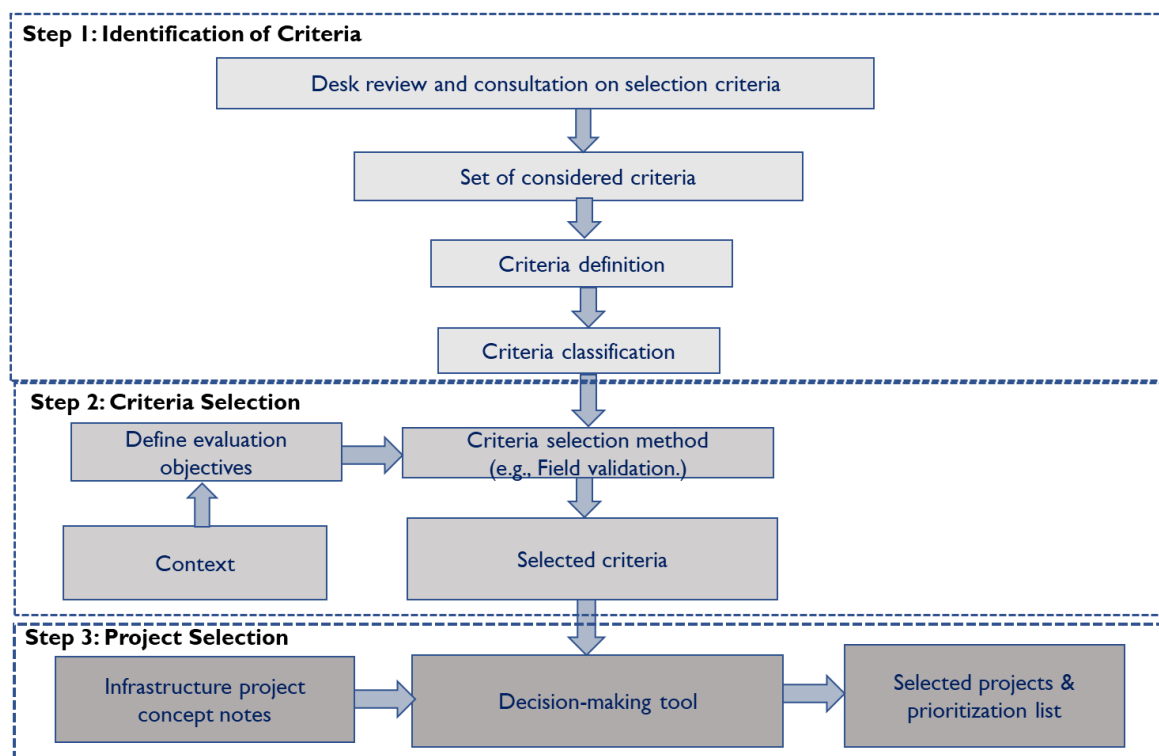 Step 1: Identification of Criteria
Desk review and consultation on selection criteria
Set of considered criteria
Criteria definition
Criteria classification
Step 2: Criteria Selection
Define evaluation
objectives
Criteria selection method
(e.g., Field validation.)
Context
Selected criteria
Step 3: Project Selection
Infrastructure project
concept notes
Decision-making tool
Selected projects &
prioritization list